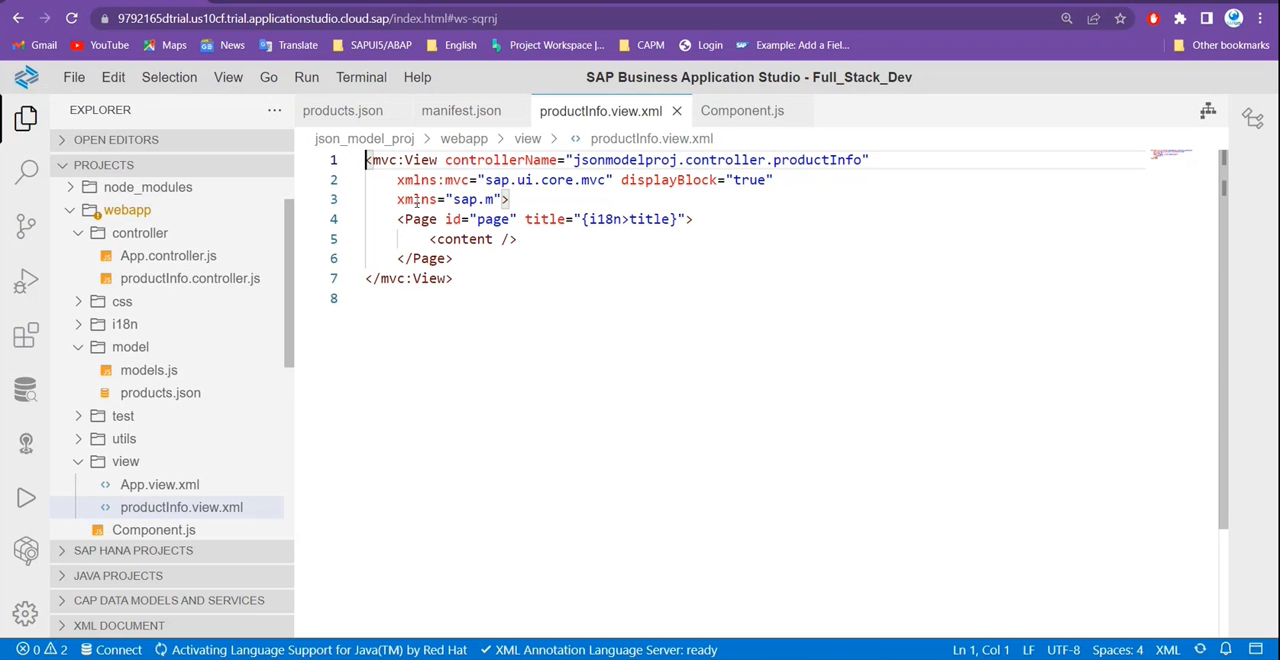 9792165dtrial.us10cf.trial.applicationstudio.cloud.sap/index.html#ws-sqrnj
Gmail YouTube Maps News Translate SAPUI5/ABAP English Project Workspace |... CAPM Login Example: Add a Fiel... Other bookmarks
File Edit Selection View Go Run Terminal Help SAP Business Application Studio - Full_Stack_Dev
EXPLORER ... products.json manifest.json productInfo.view.xml Component.js
OPEN EDITORS
json_model_proj > webapp > view > productInfo.view.xml
PROJECTS
node_modules
webapp
controller
App.controller.js
productInfo.controller.js
css
i18n
model
models.js
products.json
test
utils
view
App.view.xml
productInfo.view.xml
Component.js
SAP HANA PROJECTS
JAVA PROJECTS
CAP DATA MODELS AND SERVICES
XML DOCUMENT
1 <mvc:View controllerName="jsonmodelproj.controller.productInfo"
2 xmlns:mvc="sap.ui.core.mvc" displayBlock="true"
3 xmlns="sap.m">
4 <Page id="page" title="{i18n>title}">
5 <content />
6 </Page>
7 </mvc:View>
8
0 2 Connect Activating Language Support for Java(TM) by Red Hat XML Annotation Language Server: ready Ln 1, Col 1 LF UTF-8 Spaces: 4 XML